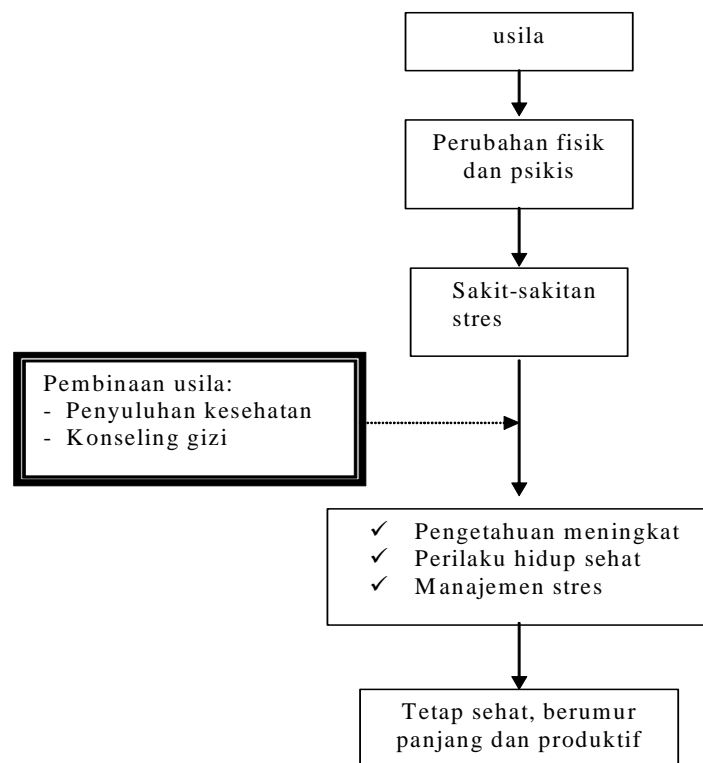 usila
Perubahan fisik
dan psikis
Sakit-sakitan
stres
Pembinaan usila:
- Penyuluhan kesehatan
- Konseling gizi
✓ Pengetahuan meningkat
✓ Perilaku hidup sehat
✓ Manajemen stres
Tetap sehat, berumur
panjang dan produktif